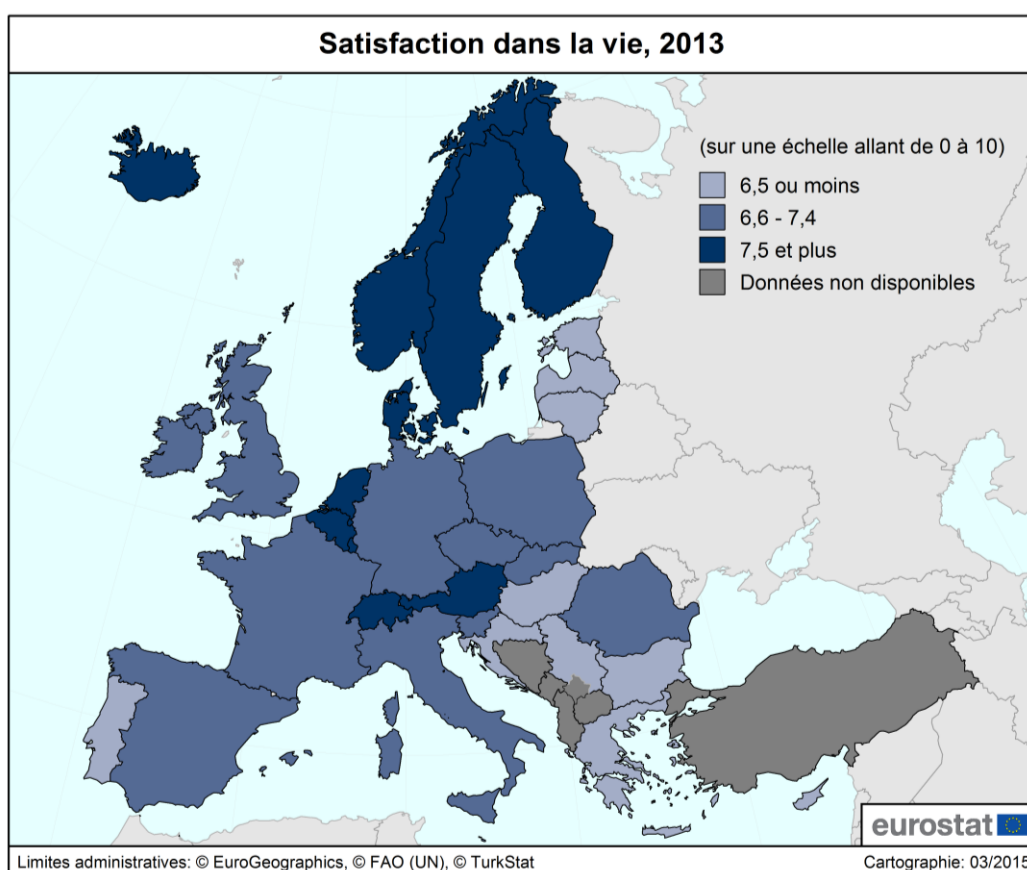 Satisfaction dans la vie, 2013
(sur une échelle allant de 0 à 10)
6,5 ou moins
6,6 - 7,4
7,5 et plus
Données non disponibles
eurostat
Limites administratives: © EuroGeographics, © FAO (UN), © TurkStat
Cartographie: 03/2015